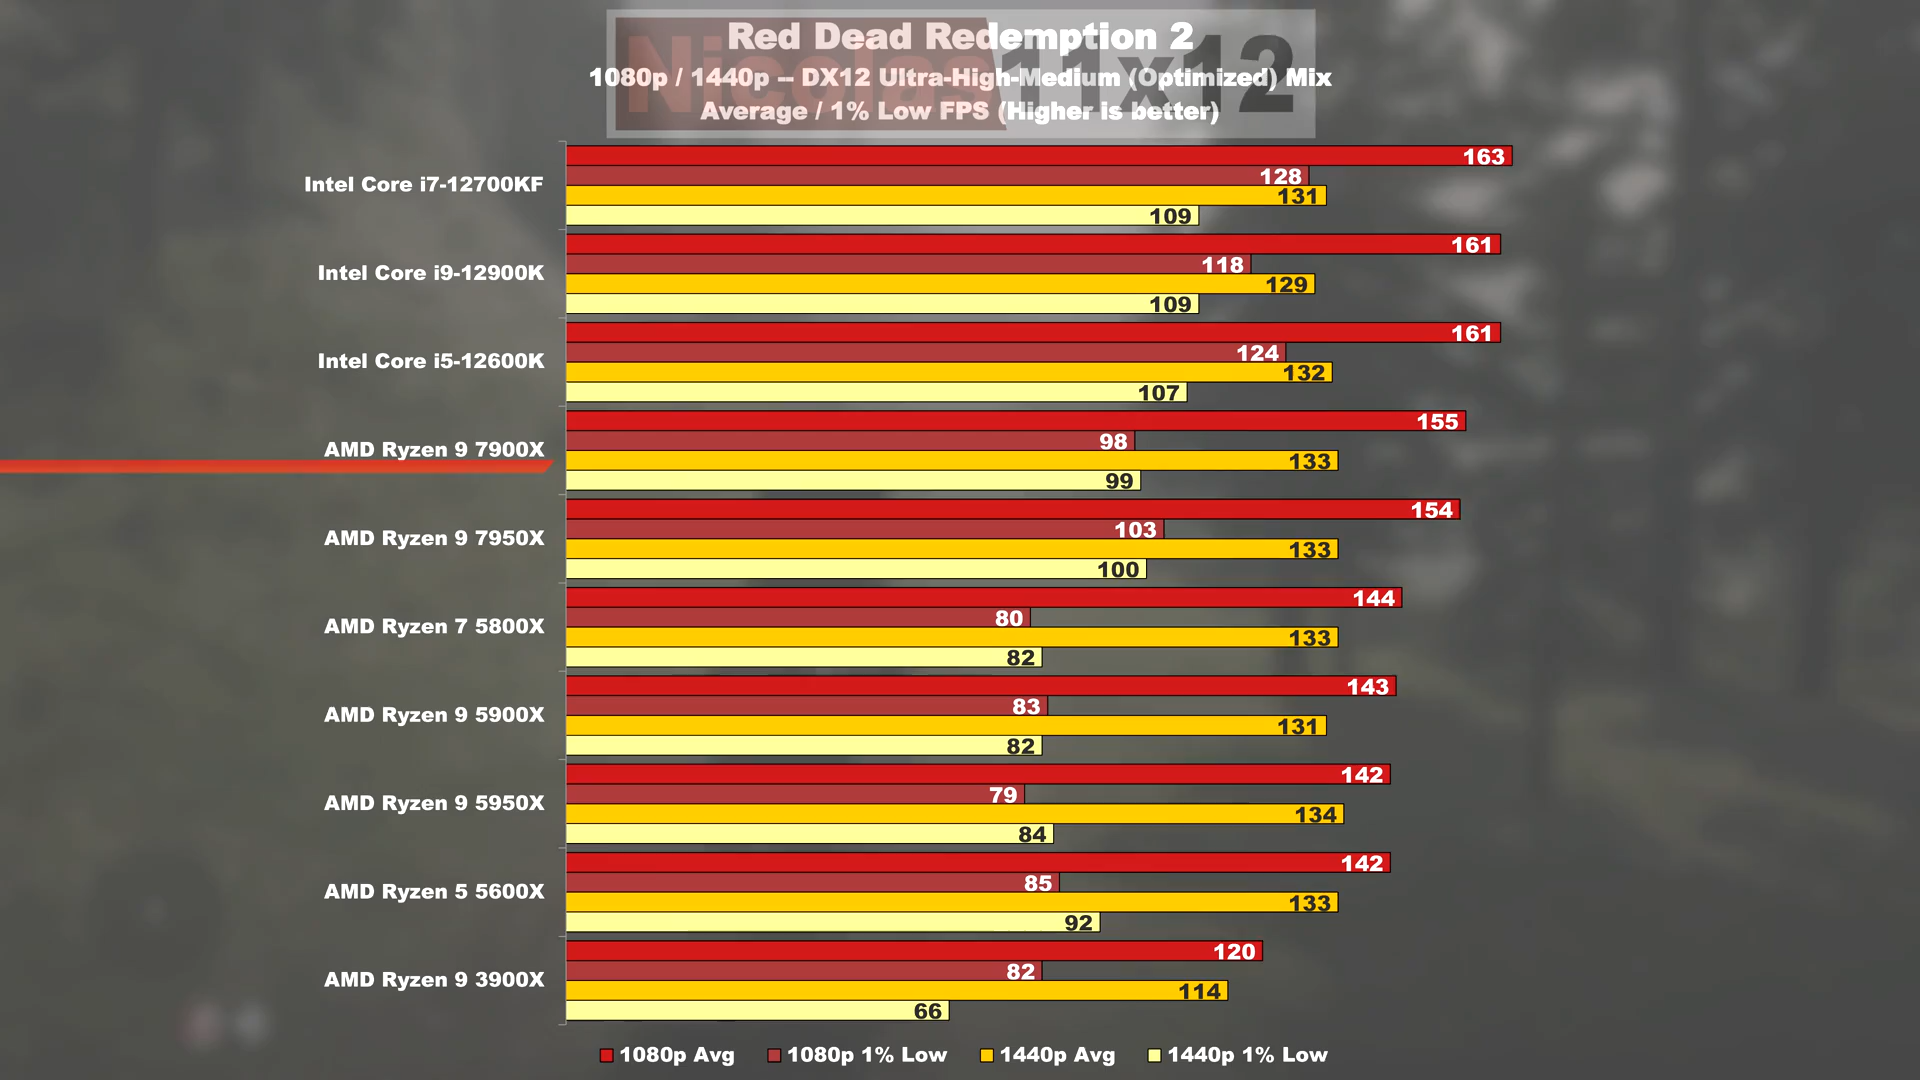 Red Dead Redemption 2
Nicolas11x12
1080p / 1440p -- DX12 Ultra-High-Medium (Optimized) Mix
Average / 1% Low FPS (Higher is better)
Intel Core i7-12700KF
163
128
131
109
Intel Core i9-12900K
161
118
129
109
Intel Core i5-12600K
161
124
132
107
AMD Ryzen 9 7900X
155
98
133
99
AMD Ryzen 9 7950X
154
103
133
100
AMD Ryzen 7 5800X
144
80
133
82
AMD Ryzen 9 5900X
143
83
131
82
AMD Ryzen 9 5950X
142
79
134
84
AMD Ryzen 5 5600X
142
85
133
92
AMD Ryzen 9 3900X
120
82
114
66
1080p Avg 1080p 1% Low 1440p Avg 1440p 1% Low